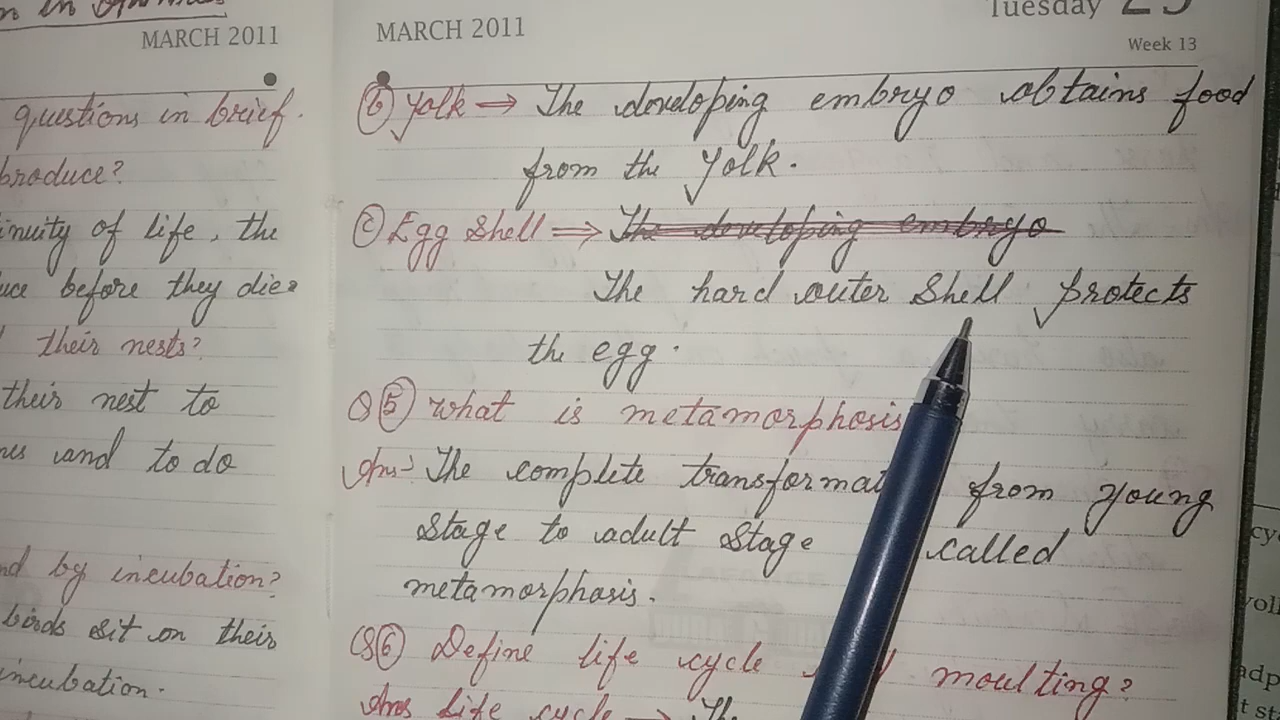 MARCH 2011
questions in brief.
produce?
inuity of life, the
uce before they die.
their nests?
their nest to
and to do
by incubation?
birds sit on their
incubation.
MARCH 2011
Tuesday
Week 13
(b) Yolk ⇒ The developing embryo obtains food
from the Yolk.
(c) Egg Shell ⇒ The developing embryo
The hard outer Shell protects
the egg.
Q5 What is metamorphosis
Ans- The complete transformat from young
stage to adult stage called
metamorphosis.
Q6 Define life cycle moulting?
Ans Life cycle → The